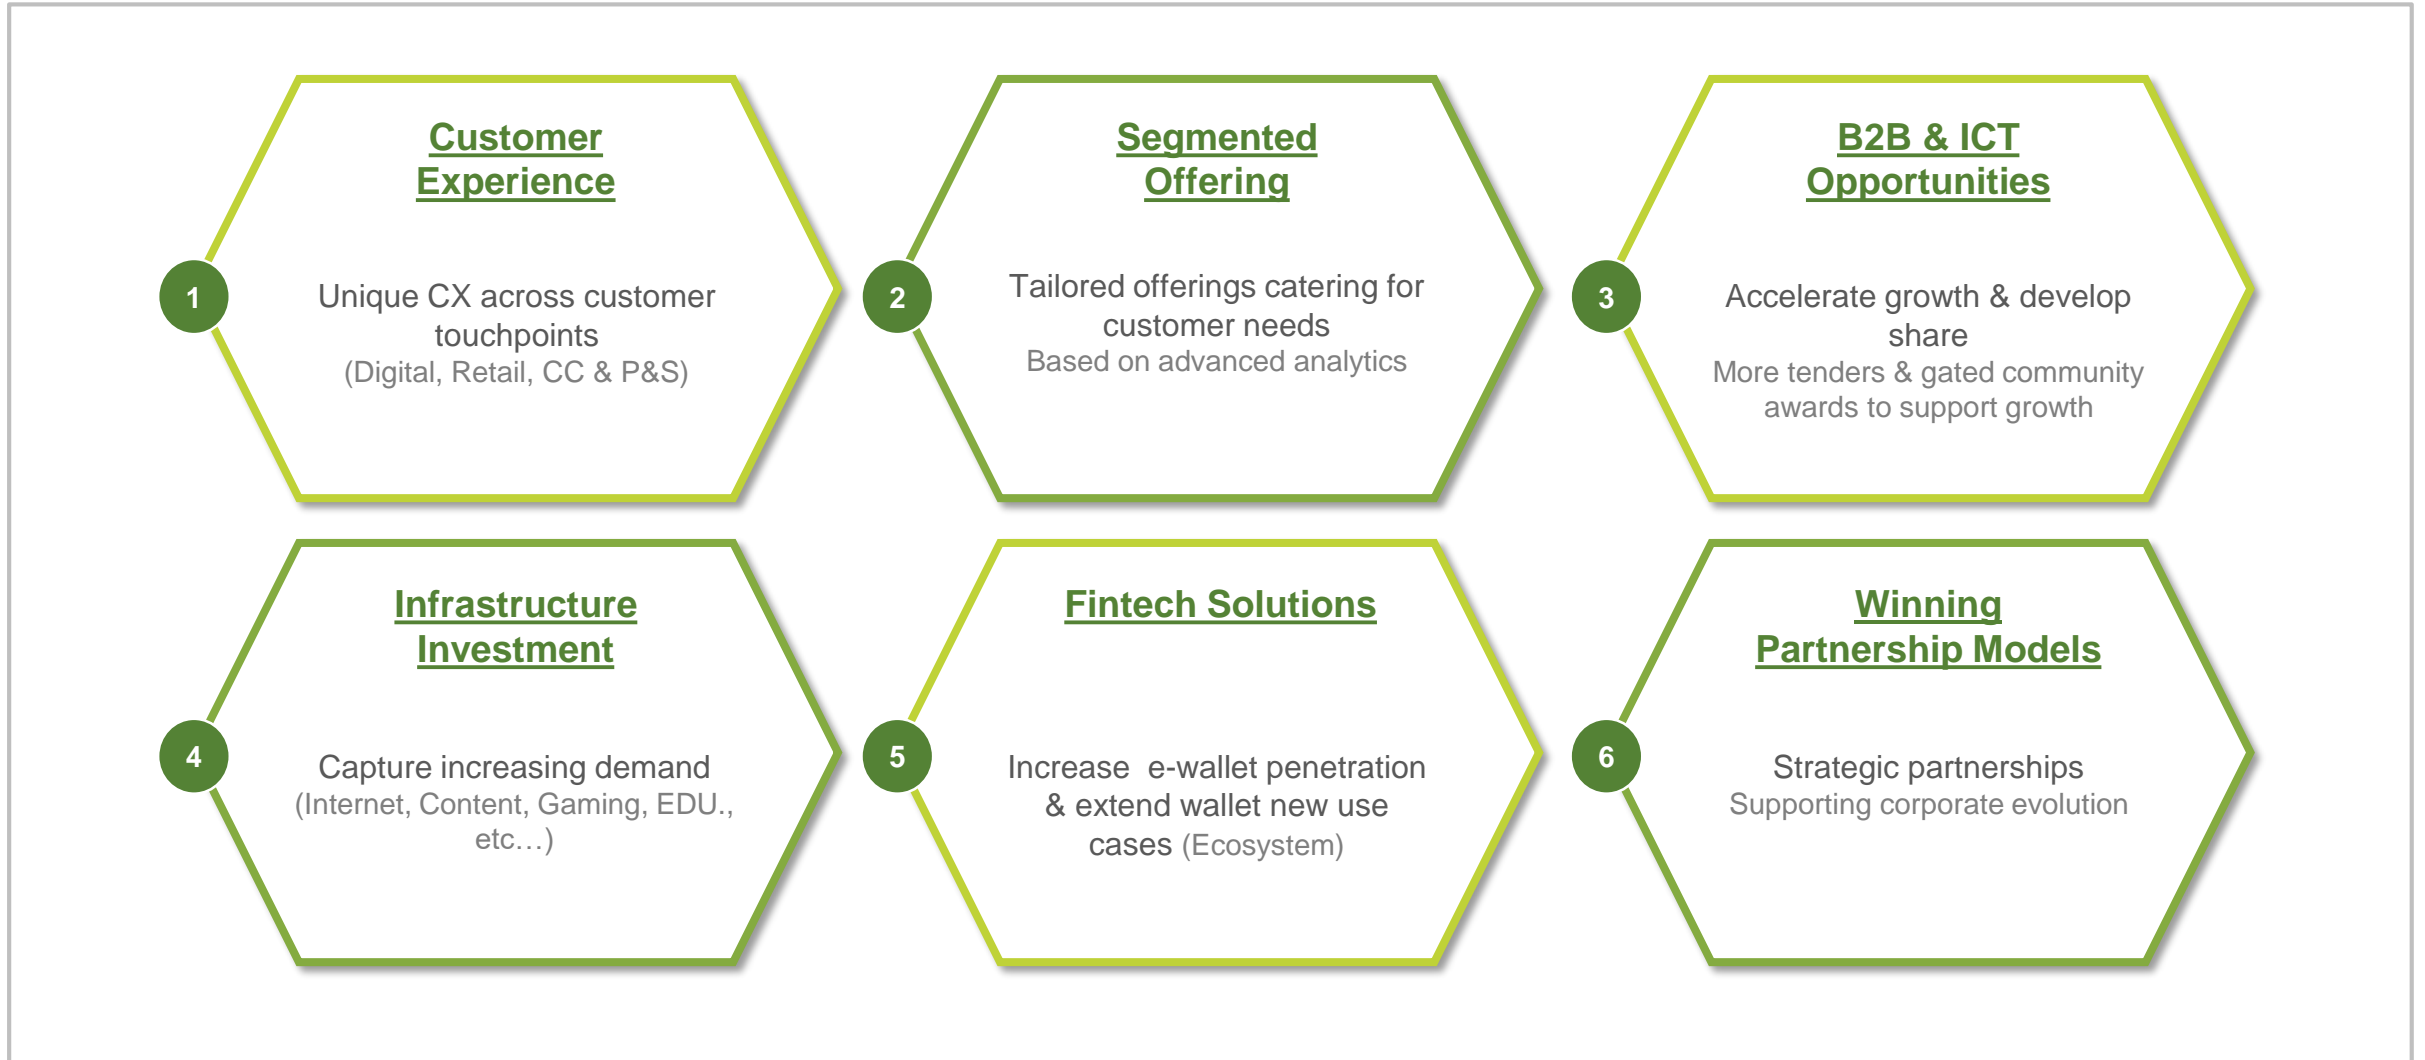 Customer
Experience
1
Unique CX across customer
touchpoints
(Digital, Retail, CC & P&S)
Segmented
Offering
2
Tailored offerings catering for
customer needs
Based on advanced analytics
B2B & ICT
Opportunities
3
Accelerate growth & develop
share
More tenders & gated community
awards to support growth
Infrastructure
Investment
4
Capture increasing demand
(Internet, Content, Gaming, EDU.,
etc…)
Fintech Solutions
5
Increase  e-wallet penetration
& extend wallet new use
cases (Ecosystem)
Winning
Partnership Models
6
Strategic partnerships
Supporting corporate evolution